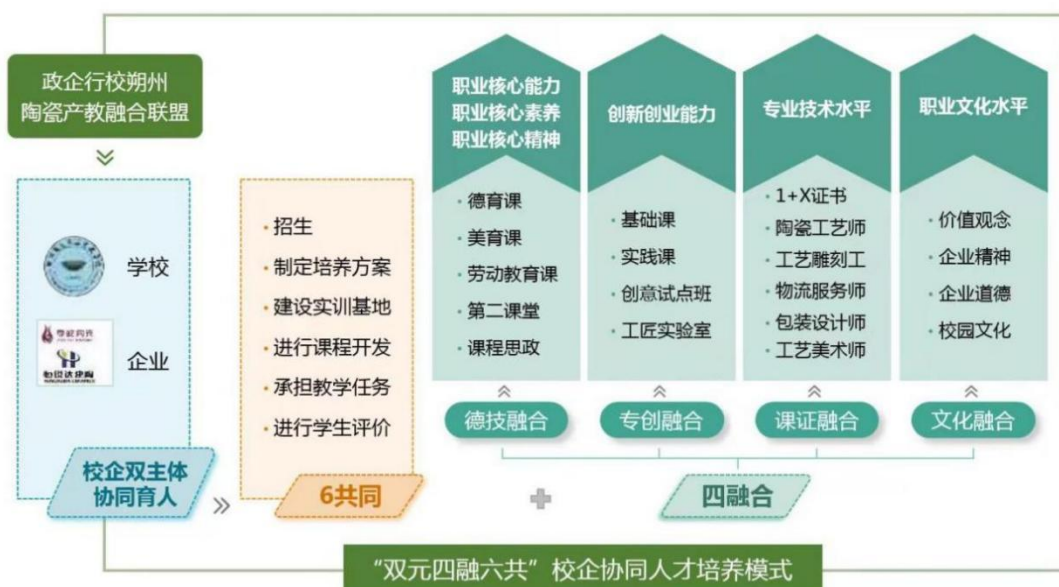 政企行校朔州
陶瓷产教融合联盟
学校
企业
校企双主体
协同育人
·招生
·制定培养方案
·建设实训基地
·进行课程开发
·承担教学任务
·进行学生评价
6共同
职业核心能力
职业核心素养
职业核心精神
·德育课
·美育课
·劳动教育课
·第二课堂
·课程思政
德技融合
创新创业能力
·基础课
·实践课
·创意试点班
·工匠实验室
专创融合
专业技术水平
·1+X证书
·陶瓷工艺师
·工艺雕刻工
·物流服务师
·包装设计师
·工艺美术师
课证融合
职业文化水平
·价值观念
·企业精神
·企业道德
·校园文化
文化融合
四融合
“双元四融六共”校企协同人才培养模式